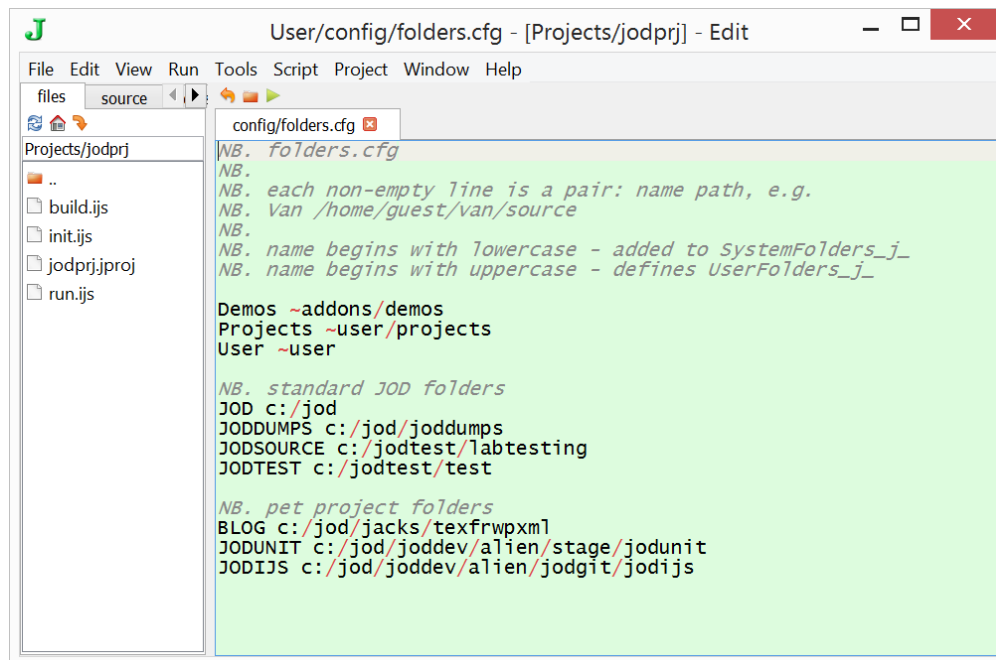 User/config/folders.cfg - [Projects/jodprj] - Edit
File Edit View Run Tools Script Project Window Help
files source
config/folders.cfg
Projects/jodprj
..
build.ijs
init.ijs
jodprj.jproj
run.ijs
NB. folders.cfg
NB.
NB. each non-empty line is a pair: name path, e.g.
NB. Van /home/guest/van/source
NB.
NB. name begins with lowercase - added to SystemFolders_j_
NB. name begins with uppercase - defines UserFolders_j_
Demos ~addons/demos
Projects ~user/projects
User ~user
NB. standard JOD folders
JOD c:/jod
JODDUMPS c:/jod/joddumps
JODSOURCE c:/jodtest/labtesting
JODTEST c:/jodtest/test
NB. pet project folders
BLOG c:/jod/jacks/texfrwpxml
JODUNIT c:/jod/joddev/alien/stage/jodunit
JODIJS c:/jod/joddev/alien/jodgit/jodijs